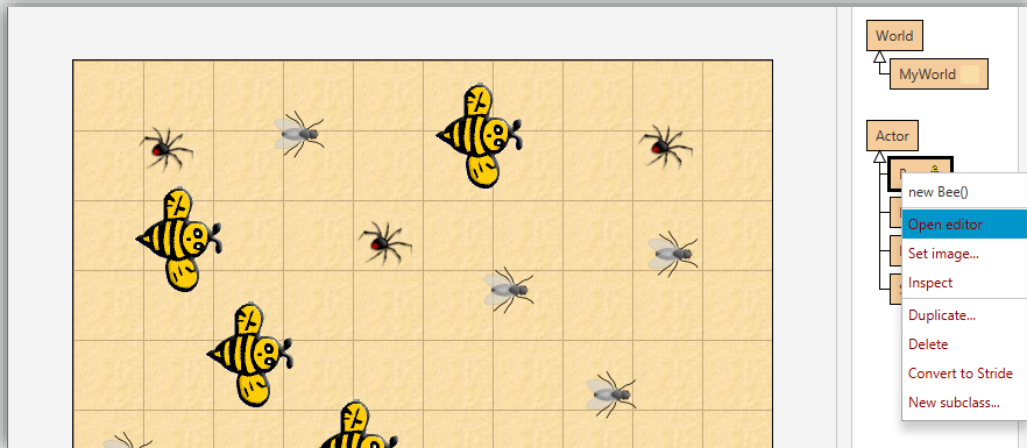 World
MyWorld
Actor
new Bee()
Open editor
Set image...
Inspect
Duplicate...
Delete
Convert to Stride
New subclass...